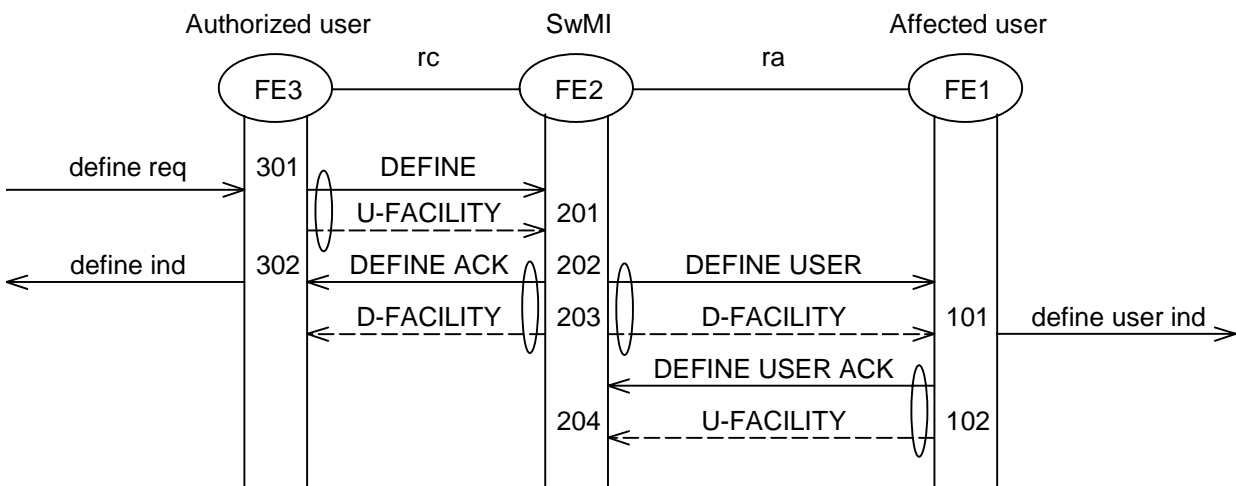 Authorized user SwMI Affected user
rc ra
FE3 FE2 FE1
define req 301 DEFINE
U-FACILITY 201
define ind 302 DEFINE ACK 202 DEFINE USER
D-FACILITY 203 D-FACILITY 101 define user ind
DEFINE USER ACK
204 U-FACILITY 102